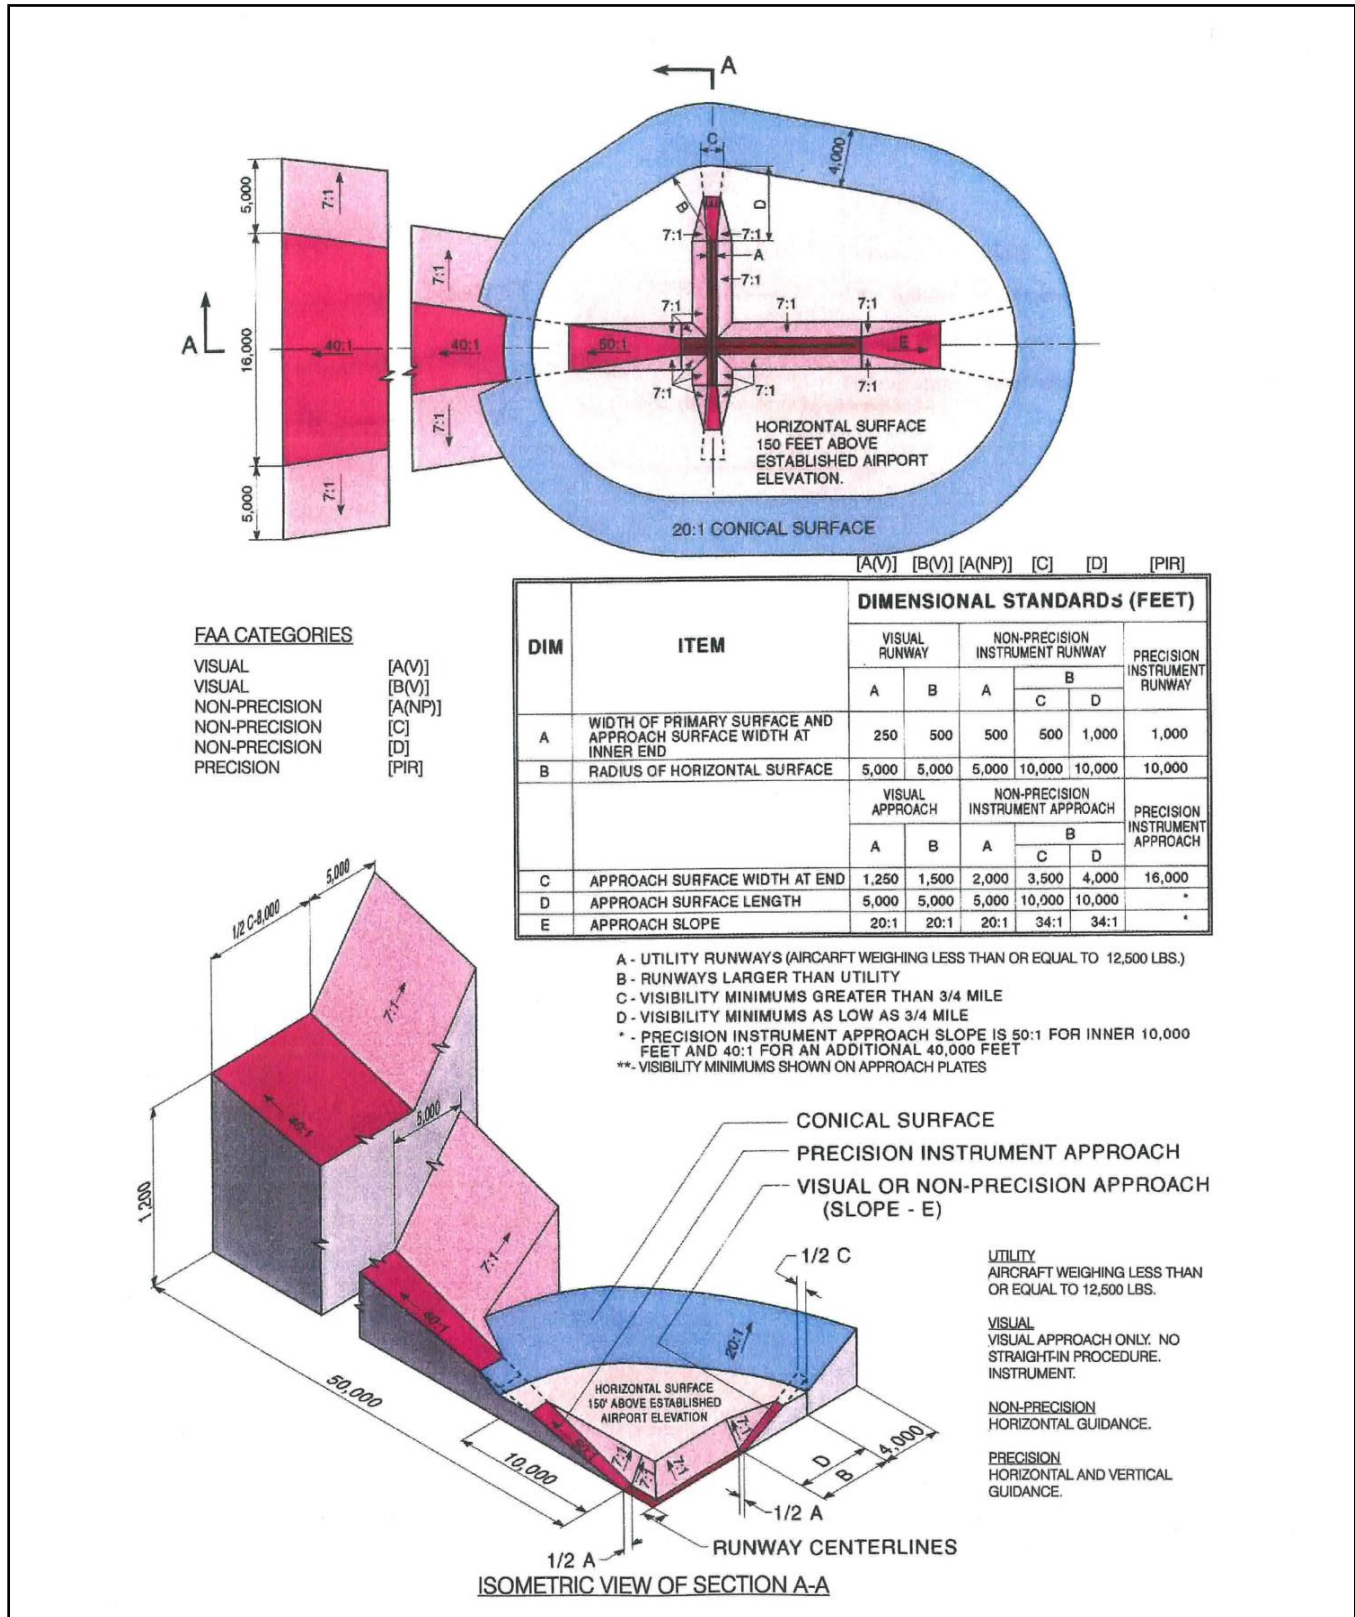 A
C
4,000
5,000
7:1
B
D
7:1
7:1
A
7:1
7:1
7:1
7:1
7:1
A
16,000
40:1
40:1
50:1
E
7:1
7:1
7:1
7:1
5,000
7:1
HORIZONTAL SURFACE
150 FEET ABOVE
ESTABLISHED AIRPORT
ELEVATION.
20:1 CONICAL SURFACE
FAA CATEGORIES
VISUAL [A(V)]
VISUAL [B(V)]
NON-PRECISION [A(NP)]
NON-PRECISION [C]
NON-PRECISION [D]
PRECISION [PIR]
[A(V)] [B(V)] [A(NP)] [C] [D] [PIR]
DIM ITEM DIMENSIONAL STANDARDS (FEET)
VISUAL RUNWAY NON-PRECISION INSTRUMENT RUNWAY PRECISION INSTRUMENT RUNWAY
A B A B
C D
A WIDTH OF PRIMARY SURFACE AND APPROACH SURFACE WIDTH AT INNER END 250 500 500 500 1,000 1,000
B RADIUS OF HORIZONTAL SURFACE 5,000 5,000 5,000 10,000 10,000 10,000
VISUAL APPROACH NON-PRECISION INSTRUMENT APPROACH PRECISION INSTRUMENT APPROACH
A B A B
C D
C APPROACH SURFACE WIDTH AT END 1,250 1,500 2,000 3,500 4,000 16,000
D APPROACH SURFACE LENGTH 5,000 5,000 5,000 10,000 10,000 *
E APPROACH SLOPE 20:1 20:1 20:1 34:1 34:1 *
A - UTILITY RUNWAYS (AIRCARFT WEIGHING LESS THAN OR EQUAL TO 12,500 LBS.)
B - RUNWAYS LARGER THAN UTILITY
C - VISIBILITY MINIMUMS GREATER THAN 3/4 MILE
D - VISIBILITY MINIMUMS AS LOW AS 3/4 MILE
* - PRECISION INSTRUMENT APPROACH SLOPE IS 50:1 FOR INNER 10,000
FEET AND 40:1 FOR AN ADDITIONAL 40,000 FEET
**- VISIBILITY MINIMUMS SHOWN ON APPROACH PLATES
5,000
1/2 C-8,000
7:1
40:1
5,000
1,200
7:1
40:1
50,000
CONICAL SURFACE
PRECISION INSTRUMENT APPROACH
VISUAL OR NON-PRECISION APPROACH
(SLOPE - E)
1/2 C
20:1
HORIZONTAL SURFACE
150' ABOVE ESTABLISHED
AIRPORT ELEVATION
50:1
7:1
7:1
7:1
7:1
10,000
D
B
4,000
1/2 A
1/2 A
RUNWAY CENTERLINES
UTILITY
AIRCRAFT WEIGHING LESS THAN
OR EQUAL TO 12,500 LBS.
VISUAL
VISUAL APPROACH ONLY. NO
STRAIGHT-IN PROCEDURE.
INSTRUMENT.
NON-PRECISION
HORIZONTAL GUIDANCE.
PRECISION
HORIZONTAL AND VERTICAL
GUIDANCE.
ISOMETRIC VIEW OF SECTION A-A